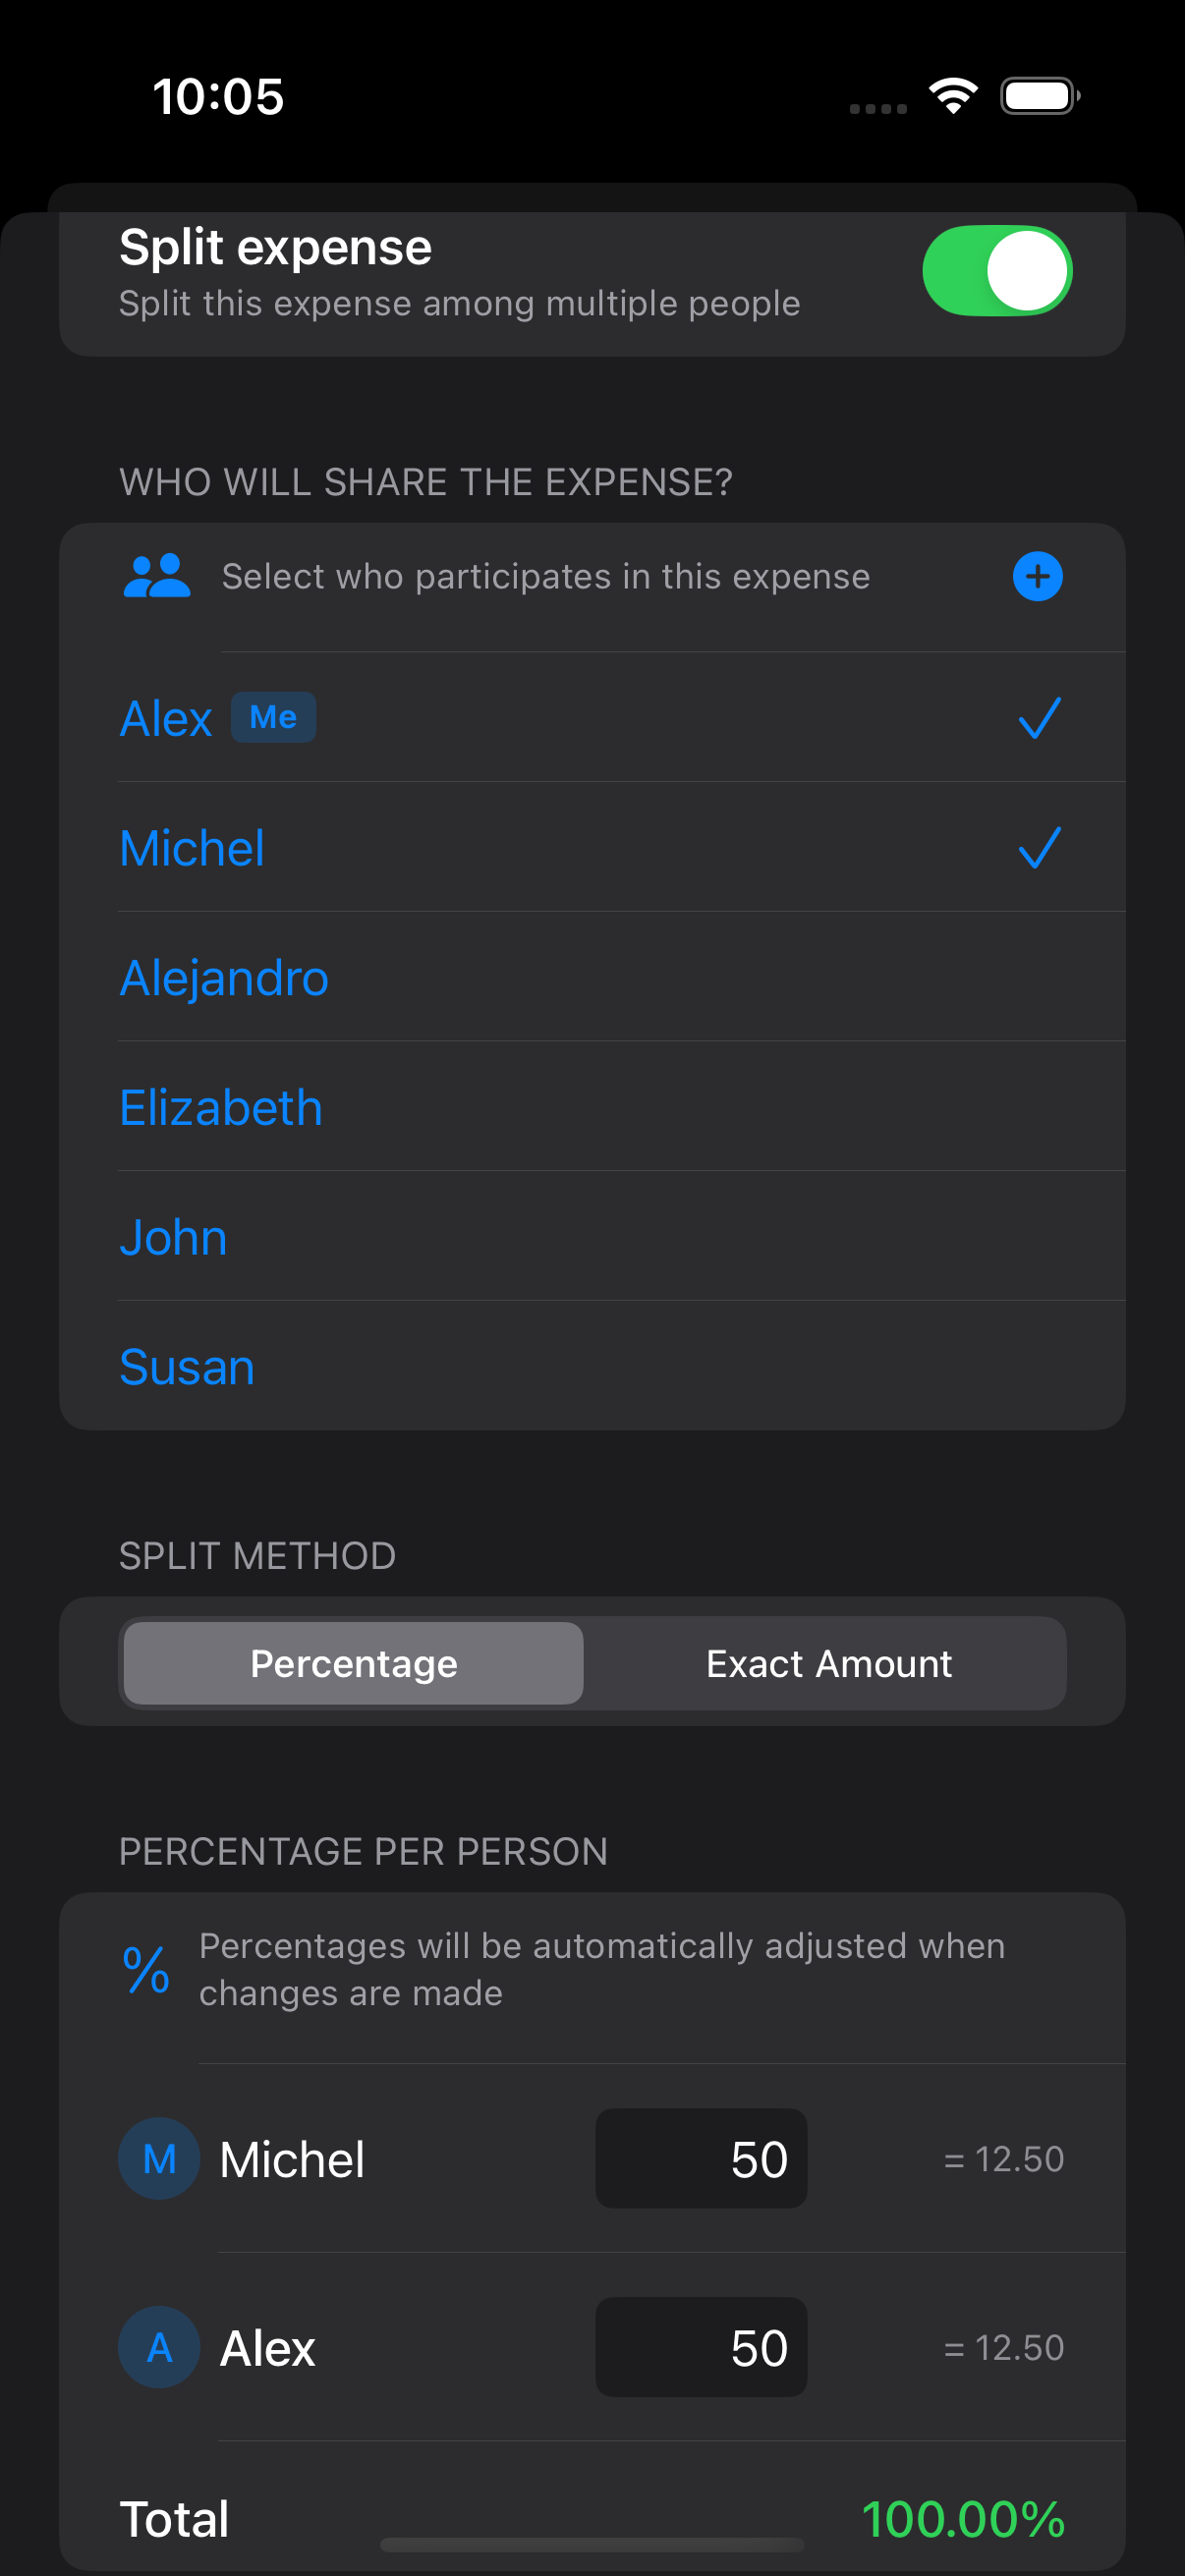 10:05
Split expense
Split this expense among multiple people
WHO WILL SHARE THE EXPENSE?
Select who participates in this expense
Alex Me
Michel
Alejandro
Elizabeth
John
Susan
SPLIT METHOD
Percentage Exact Amount
PERCENTAGE PER PERSON
% Percentages will be automatically adjusted when
changes are made
M Michel 50 = 12.50
A Alex 50 = 12.50
Total 100.00%